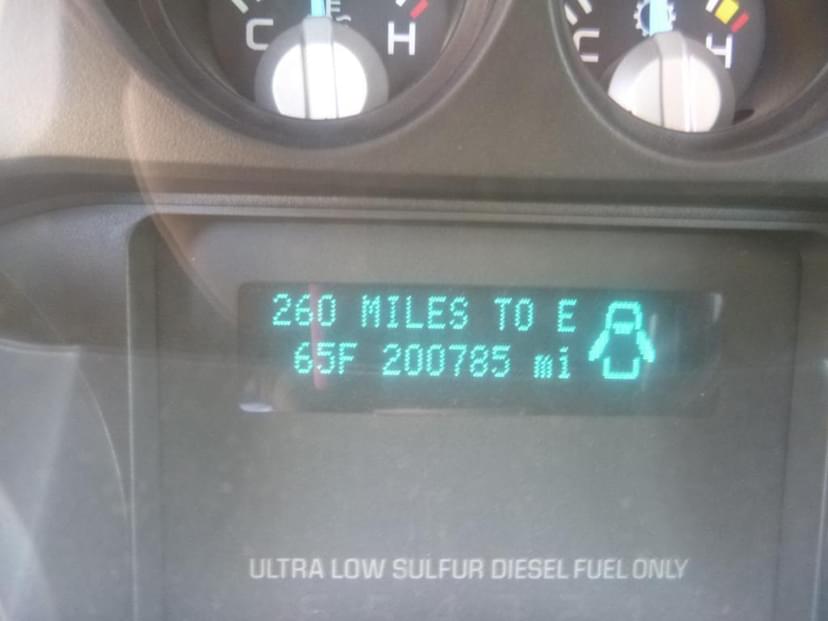 C H C H
260 MILES TO E
65F 200785 mi
ULTRA LOW SULFUR DIESEL FUEL ONLY